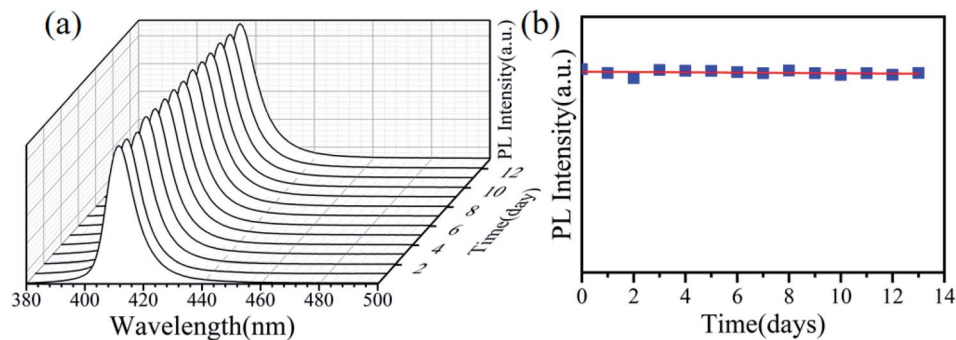 (a)
PL Intensity(a.u.)
12
10
8
6
4
2
Time(day)
380 400 420 440 460 480 500
Wavelength(nm)
(b)
PL Intensity(a.u.)
0 2 4 6 8 10 12 14
Time(days)